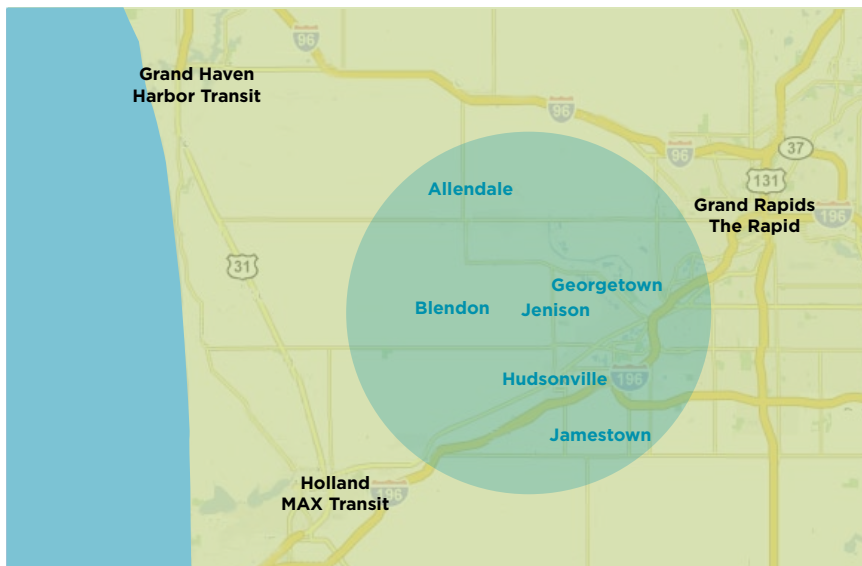 96
Grand Haven
Harbor Transit
96
37
96
131
Allendale
Grand Rapids
The Rapid
196
31
Georgetown
Blendon
Jenison
Hudsonville
196
Jamestown
Holland
MAX Transit
196